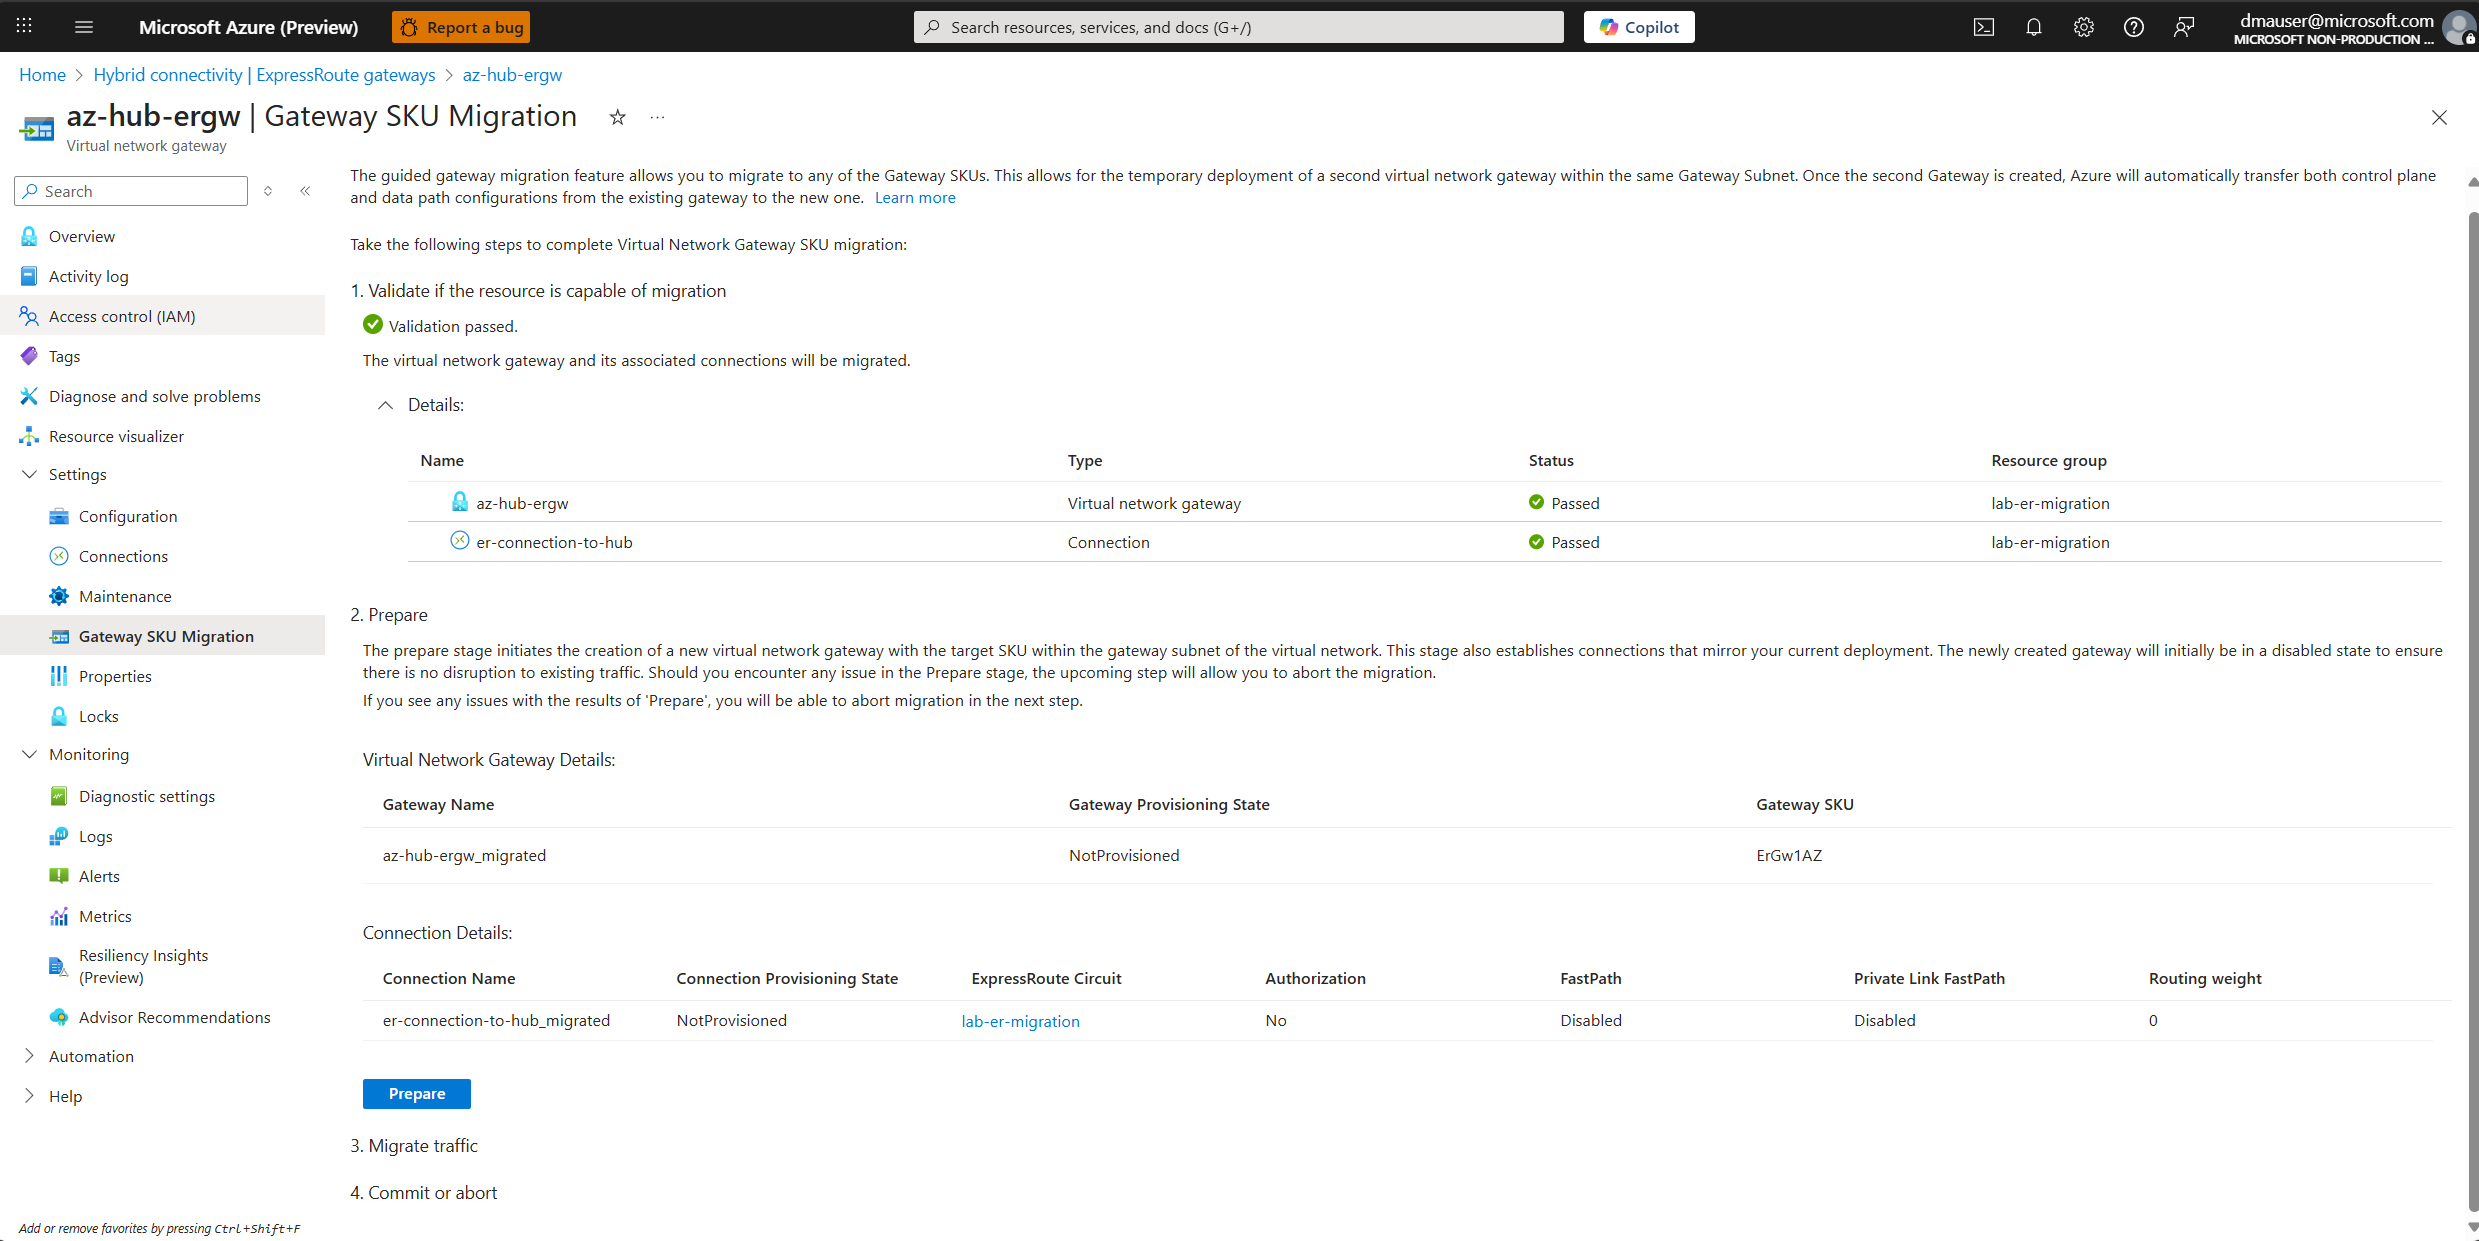 Microsoft Azure (Preview)
Report a bug
Search resources, services, and docs (G+/)
Copilot
dmauser@microsoft.com
MICROSOFT NON-PRODUCTION ...
Home > Hybrid connectivity | ExpressRoute gateways > az-hub-ergw
az-hub-ergw | Gateway SKU Migration
Virtual network gateway
Search
Overview
Activity log
Access control (IAM)
Tags
Diagnose and solve problems
Resource visualizer
Settings
Configuration
Connections
Maintenance
Gateway SKU Migration
Properties
Locks
Monitoring
Diagnostic settings
Logs
Alerts
Metrics
Resiliency Insights
(Preview)
Advisor Recommendations
Automation
Help
Add or remove favorites by pressing Ctrl+Shift+F
The guided gateway migration feature allows you to migrate to any of the Gateway SKUs. This allows for the temporary deployment of a second virtual network gateway within the same Gateway Subnet. Once the second Gateway is created, Azure will automatically transfer both control plane
and data path configurations from the existing gateway to the new one. Learn more
Take the following steps to complete Virtual Network Gateway SKU migration:
1. Validate if the resource is capable of migration
Validation passed.
The virtual network gateway and its associated connections will be migrated.
Details:
Name Type Status Resource group
az-hub-ergw Virtual network gateway Passed lab-er-migration
er-connection-to-hub Connection Passed lab-er-migration
2. Prepare
The prepare stage initiates the creation of a new virtual network gateway with the target SKU within the gateway subnet of the virtual network. This stage also establishes connections that mirror your current deployment. The newly created gateway will initially be in a disabled state to ensure
there is no disruption to existing traffic. Should you encounter any issue in the Prepare stage, the upcoming step will allow you to abort the migration.
If you see any issues with the results of 'Prepare', you will be able to abort migration in the next step.
Virtual Network Gateway Details:
Gateway Name Gateway Provisioning State Gateway SKU
az-hub-ergw_migrated NotProvisioned ErGw1AZ
Connection Details:
Connection Name Connection Provisioning State ExpressRoute Circuit Authorization FastPath Private Link FastPath Routing weight
er-connection-to-hub_migrated NotProvisioned lab-er-migration No Disabled Disabled 0
Prepare
3. Migrate traffic
4. Commit or abort